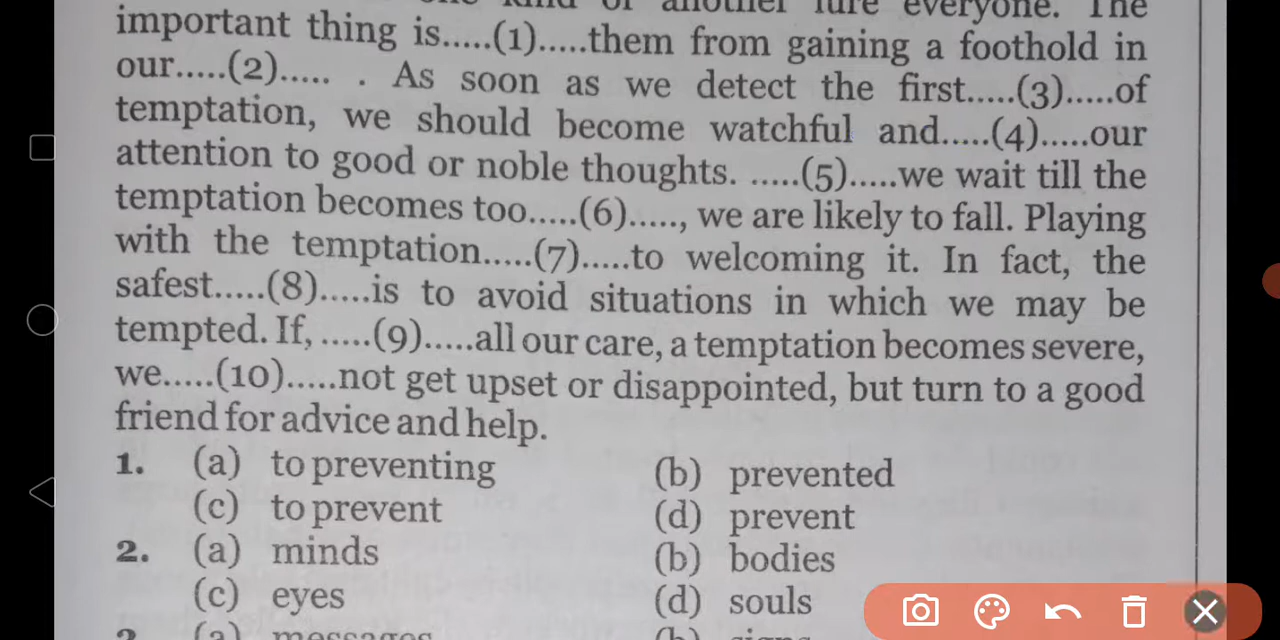 important thing is.....(1).....them from gaining a foothold in
our.....(2)..... . As soon as we detect the first.....(3).....of
temptation, we should become watchful and.....(4).....our
attention to good or noble thoughts. .....(5).....we wait till the
temptation becomes too.....(6)....., we are likely to fall. Playing
with the temptation.....(7).....to welcoming it. In fact, the
safest.....(8).....is to avoid situations in which we may be
tempted. If, .....(9).....all our care, a temptation becomes severe,
we.....(10).....not get upset or disappointed, but turn to a good
friend for advice and help.
1. (a) to preventing (b) prevented
(c) to prevent (d) prevent
2. (a) minds (b) bodies
(c) eyes (d) souls